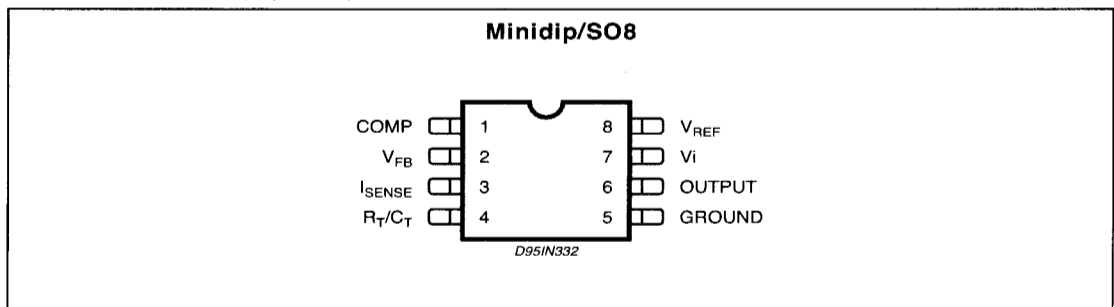 Minidip/SO8
COMP 1 8 VREF
VFB 2 7 Vi
ISENSE 3 6 OUTPUT
RT/CT 4 5 GROUND
D95IN332